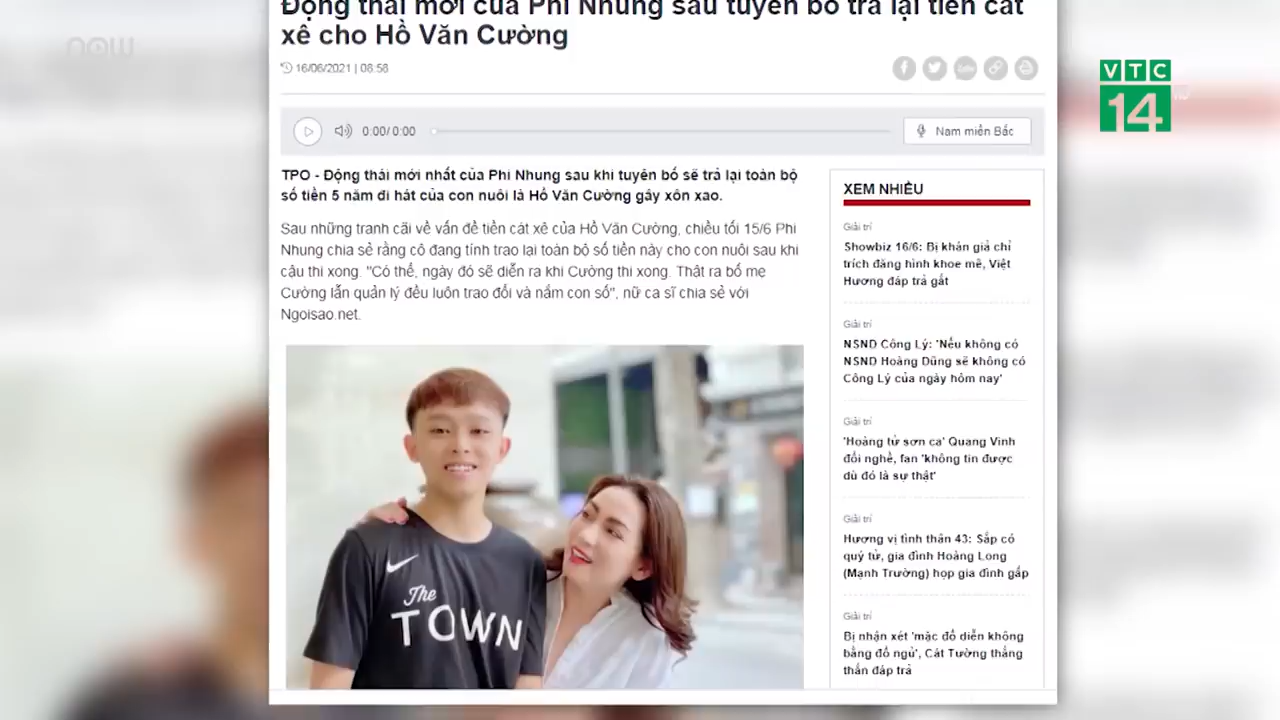 Động thái mới của Phi Nhung sau tuyên bố trả lại tiền cát
xê cho Hồ Văn Cường
16/06/2021 | 08:58
0:00/ 0:00
Nam miền Bắc
TPO - Động thái mới nhất của Phi Nhung sau khi tuyên bố sẽ trả lại toàn bộ
số tiền 5 năm đi hát của con nuôi là Hồ Văn Cường gây xôn xao.
Sau những tranh cãi về vấn đề tiền cát xê của Hồ Văn Cường, chiều tối 15/6 Phi
Nhung chia sẻ rằng cô đang tính trao lại toàn bộ số tiền này cho con nuôi sau khi
cậu thi xong. "Có thể, ngày đó sẽ diễn ra khi Cường thi xong. Thật ra bố mẹ
Cường lẫn quản lý đều luôn trao đổi và nắm con số", nữ ca sĩ chia sẻ với
Ngoisao.net.
The
TOWN
XEM NHIỀU
Giải trí
Showbiz 16/6: Bị khán giả chỉ
trích đăng hình khoe mẽ, Việt
Hương đáp trả gắt
Giải trí
NSND Công Lý: 'Nếu không có
NSND Hoàng Dũng sẽ không có
Công Lý của ngày hôm nay'
Giải trí
'Hoàng tử sơn ca' Quang Vinh
đổi nghề, fan 'không tin được
dù đó là sự thật'
Giải trí
Hương vị tình thân 43: Sắp có
quý tử, gia đình Hoàng Long
(Mạnh Trường) họp gia đình gấp
Giải trí
Bị nhận xét 'mặc đồ diễn không
bằng đồ ngủ', Cát Tường thẳng
thắn đáp trả
now
VTC
14